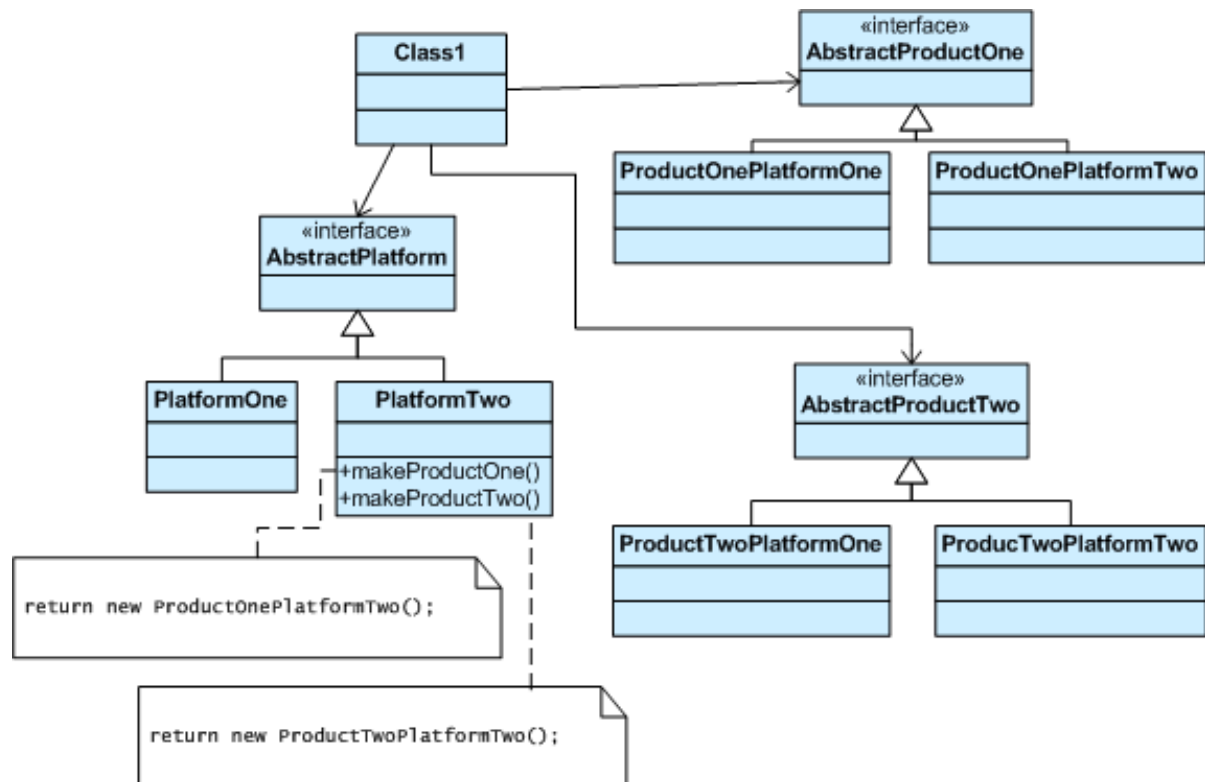 Class1
«interface»
AbstractProductOne
ProductOnePlatformOne
ProductOnePlatformTwo
«interface»
AbstractPlatform
PlatformOne
PlatformTwo
+makeProductOne()
+makeProductTwo()
«interface»
AbstractProductTwo
ProductTwoPlatformOne
ProducTwoPlatformTwo
return new ProductOnePlatformTwo();
return new ProductTwoPlatformTwo();